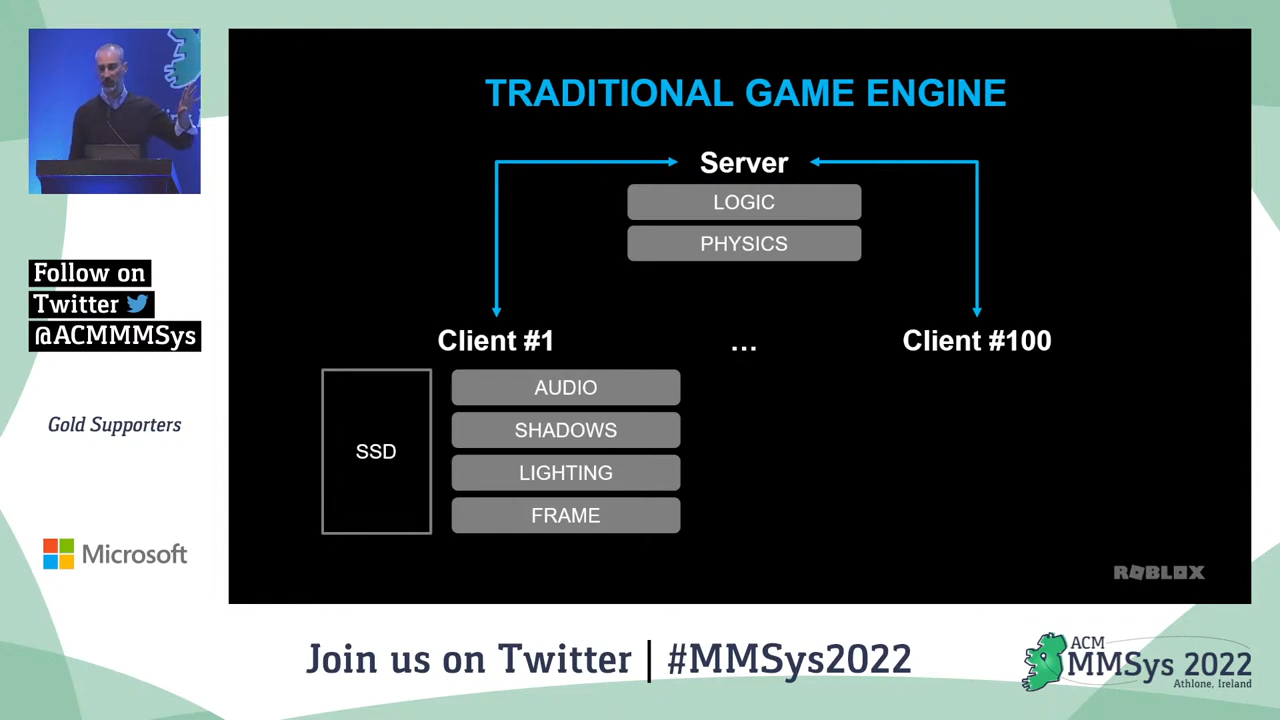 TRADITIONAL GAME ENGINE
Server
LOGIC
PHYSICS
Client #1
...
Client #100
SSD
AUDIO
SHADOWS
LIGHTING
FRAME
ROBLOX
Follow on
Twitter
@ACMMMSys
Gold Supporters
Microsoft
Join us on Twitter | #MMSys2022
ACM
MMSys 2022
Athlone, Ireland